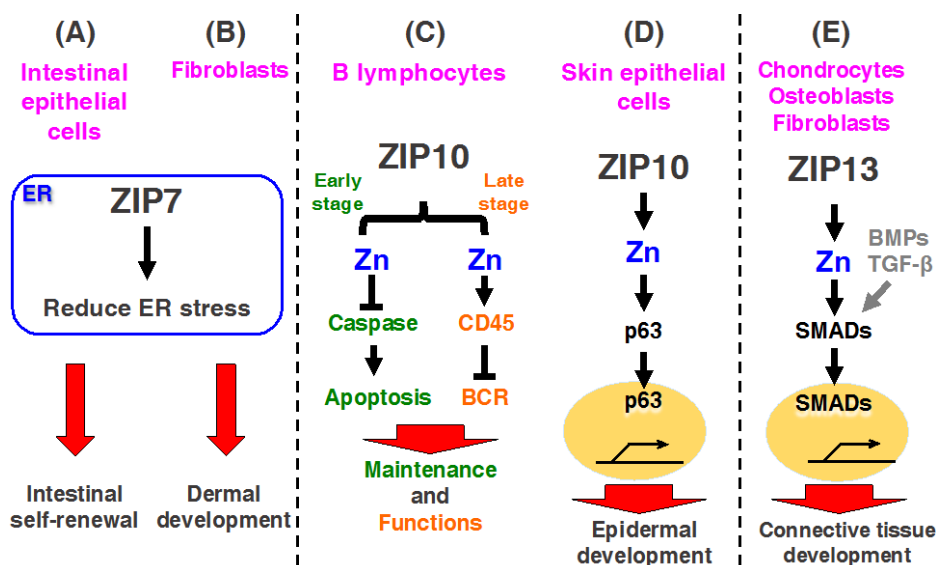 (A)
Intestinal
epithelial
cells
(B)
Fibroblasts
ER
ZIP7
Reduce ER stress
Intestinal
self-renewal
Dermal
development
(C)
B lymphocytes
ZIP10
Early
stage
Late
stage
Zn
Zn
Caspase
CD45
Apoptosis
BCR
Maintenance
and
Functions
(D)
Skin epithelial
cells
ZIP10
Zn
p63
p63
Epidermal
development
(E)
Chondrocytes
Osteoblasts
Fibroblasts
ZIP13
Zn
BMPs
TGF-β
SMADs
SMADs
Connective tissue
development